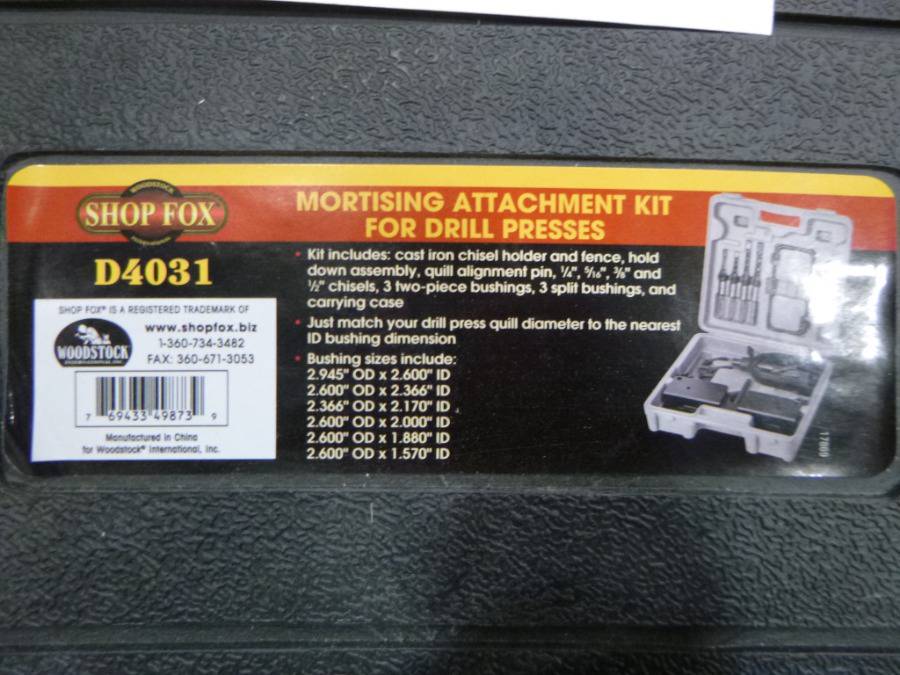 WOODSTOCK
SHOP FOX
INTERNATIONAL
D4031
SHOP FOX® IS A REGISTERED TRADEMARK OF
WOODSTOCK
INTERNATIONAL INC.
www.shopfox.biz
1-360-734-3482
FAX: 360-671-3053
7 69433 49873 9
Manufactured in China
for Woodstock® International, Inc.
MORTISING ATTACHMENT KIT
FOR DRILL PRESSES
• Kit includes: cast iron chisel holder and fence, hold
down assembly, quill alignment pin, ¼", 5/16", ⅜" and
½" chisels, 3 two-piece bushings, 3 split bushings, and
carrying case
• Just match your drill press quill diameter to the nearest
ID bushing dimension
• Bushing sizes include:
2.945" OD x 2.600" ID
2.600" OD x 2.366" ID
2.366" OD x 2.170" ID
2.600" OD x 2.000" ID
2.600" OD x 1.880" ID
2.600" OD x 1.570" ID